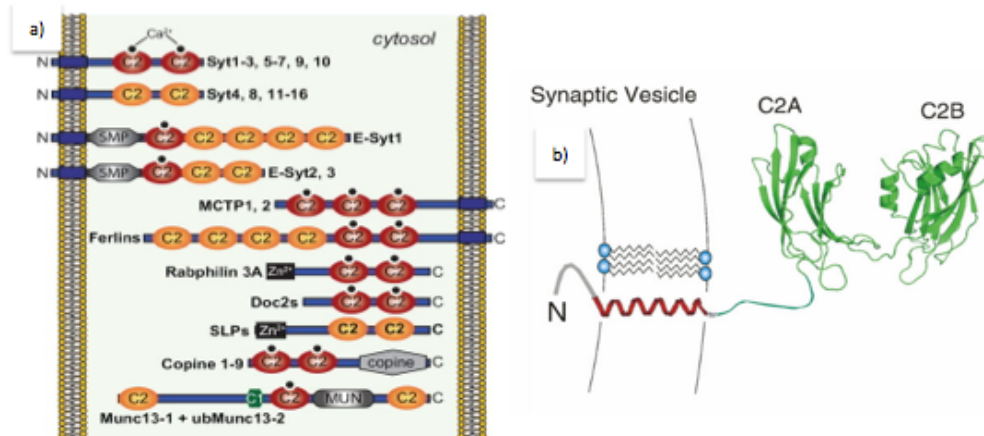 a)
Ca²⁺
cytosol
N C2 C2 Syt1-3, 5-7, 9, 10
N C2 C2 Syt4, 8, 11-16
N SMP C2 C2 C2 C2 C2 E-Syt1
N SMP C2 C2 C2 E-Syt2, 3
MCTP1, 2 C2 C2 C2 C
Ferlins C2 C2 C2 C2 C2 C2 C
Rabphilin 3A Zn²⁺ C2 C2 C
Doc2s C2 C2 C
SLPs Zn²⁺ C2 C2 C
Copine 1-9 C2 C2 copine C
C2 C1 C2 MUN C2 C
Munc13-1 + ubMunc13-2
Synaptic Vesicle
b)
C2A
C2B
N